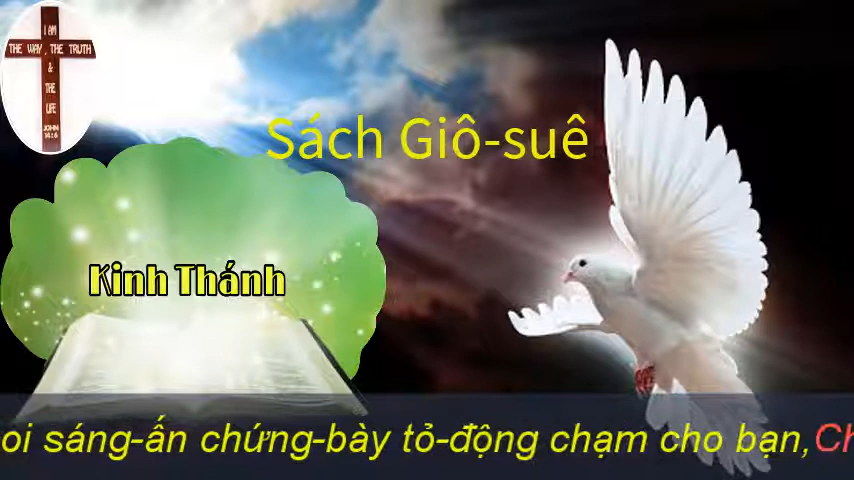 I AM
THE WAY, THE TRUTH
&
THE
LIFE
JOHN
14:6
Sách Giô-suê
Kinh Thánh
oi sáng-ấn chứng-bày tỏ-động chạm cho bạn, Ch